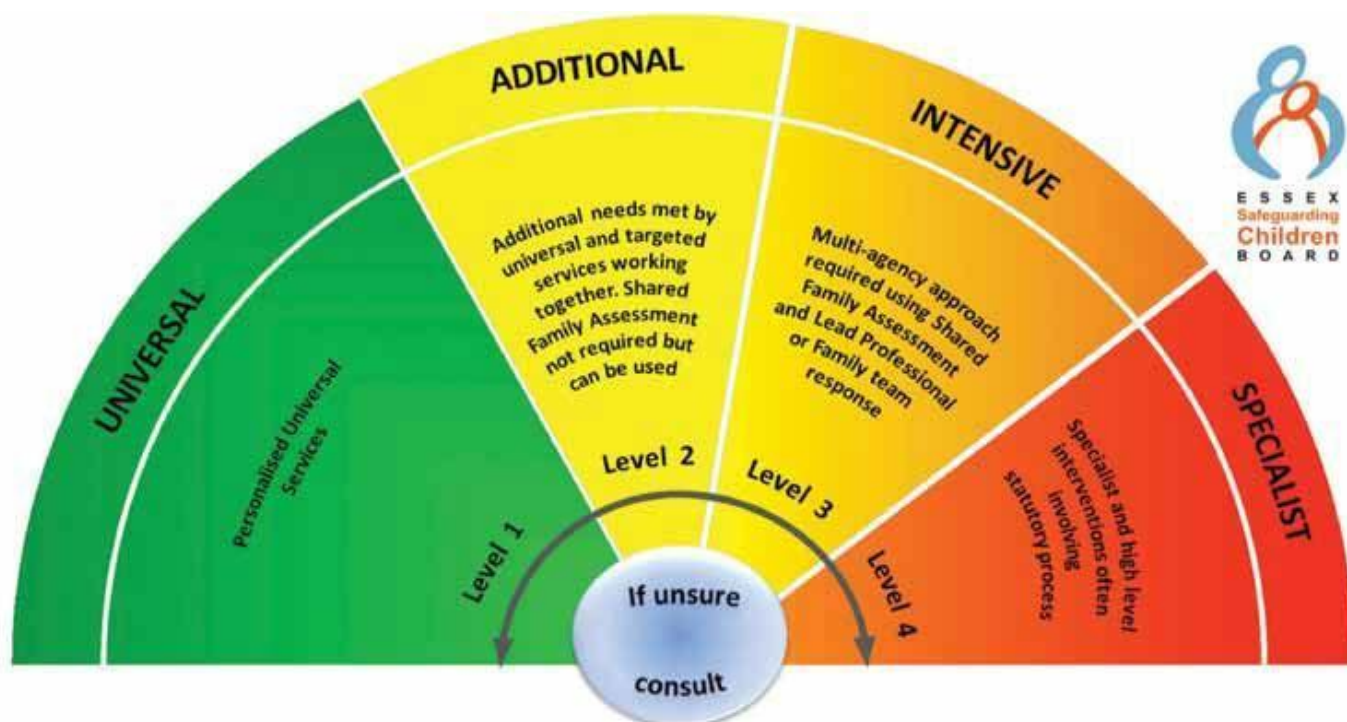 UNIVERSAL
Personalised Universal
Services
Level 1
ADDITIONAL
Additional needs met by
universal and targeted
services working
together. Shared
Family Assessment
not required but
can be used
Level 2
INTENSIVE
Multi-agency approach
required using Shared
Family Assessment
and Lead Professional
or Family team
response
Level 3
SPECIALIST
Specialist and high level
interventions often
involving
statutory process
Level 4
If unsure
consult
ESSEX
Safeguarding
Children
BOARD